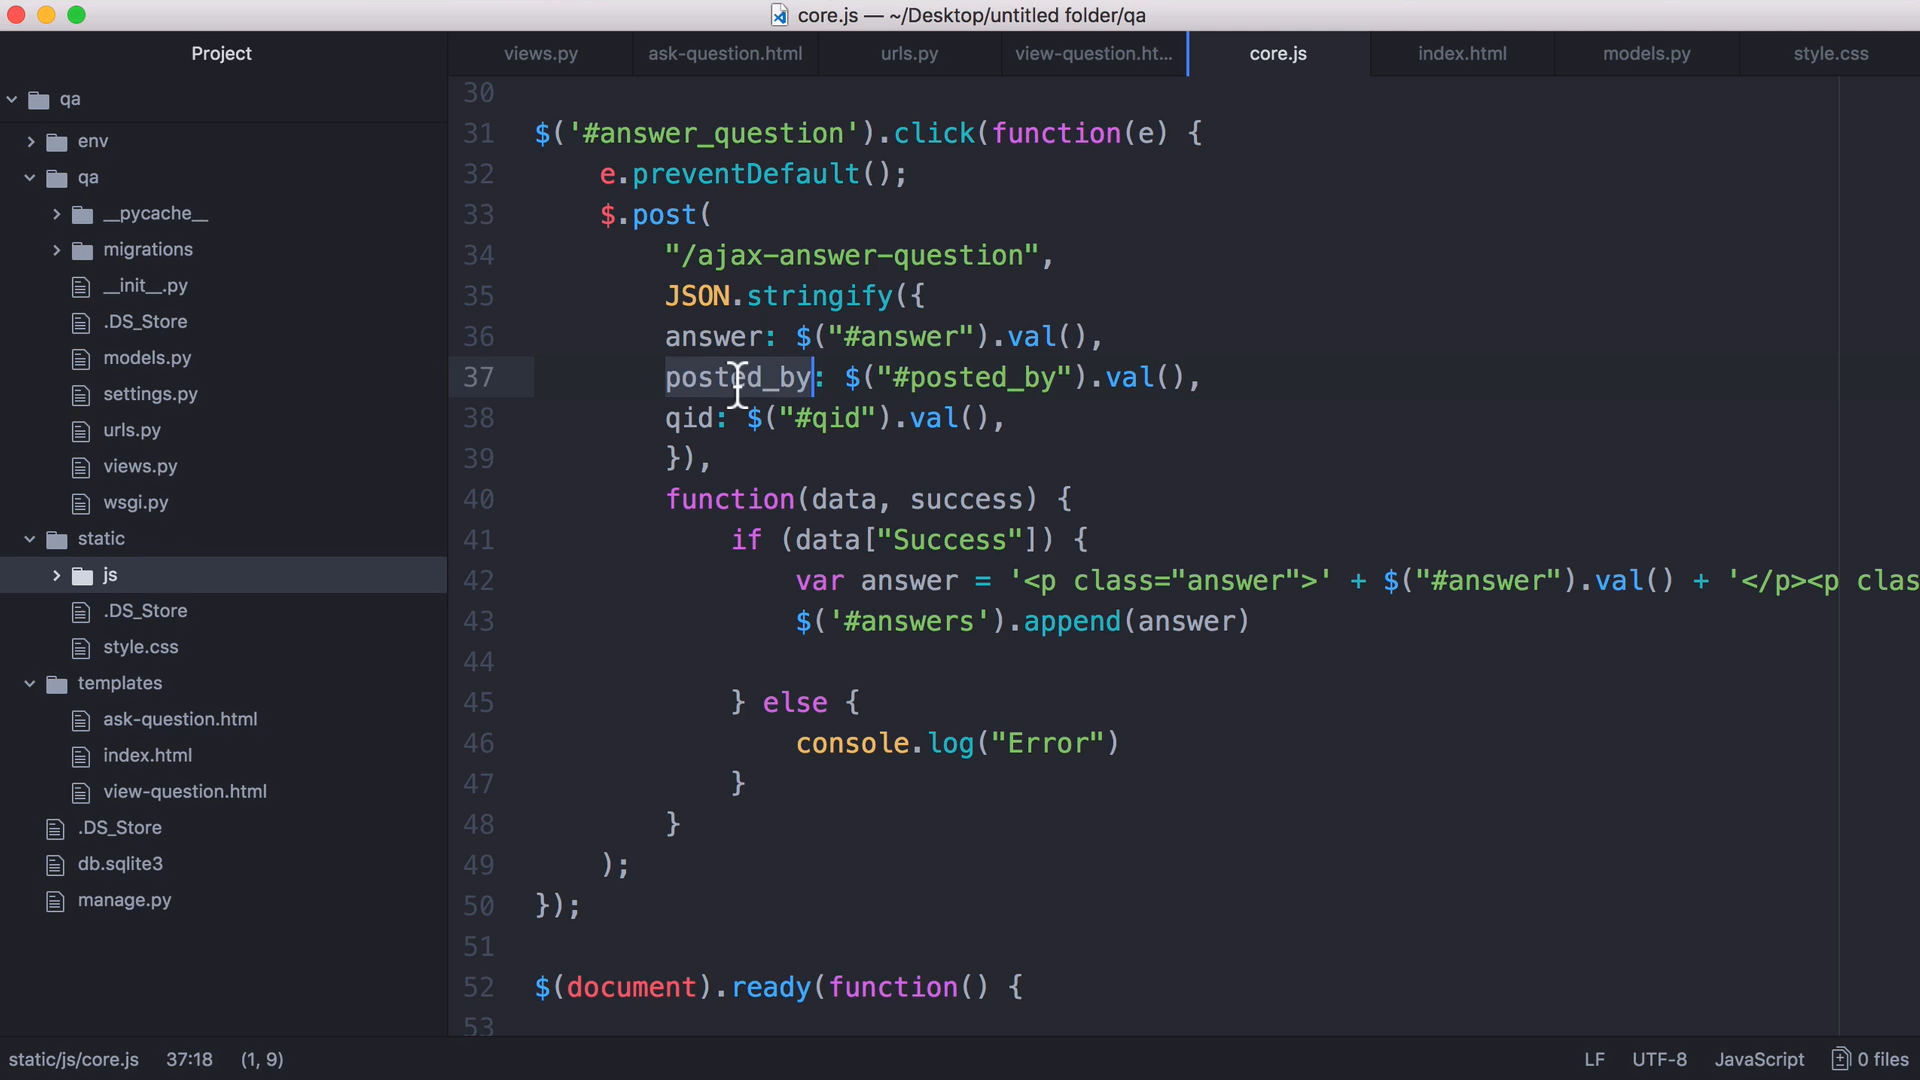 core.js — ~/Desktop/untitled folder/qa
Project
views.py
ask-question.html
urls.py
view-question.ht...
core.js
index.html
models.py
style.css
qa
env
qa
__pycache__
migrations
__init__.py
.DS_Store
models.py
settings.py
urls.py
views.py
wsgi.py
static
js
.DS_Store
style.css
templates
ask-question.html
index.html
view-question.html
.DS_Store
db.sqlite3
manage.py
30
31 $('#answer_question').click(function(e) {
32 e.preventDefault();
33 $.post(
34 "/ajax-answer-question",
35 JSON.stringify({
36 answer: $("#answer").val(),
37 posted_by: $("#posted_by").val(),
38 qid: $("#qid").val(),
39 }),
40 function(data, success) {
41 if (data["Success"]) {
42 var answer = '<p class="answer">' + $("#answer").val() + '</p><p clas
43 $('#answers').append(answer)
44
45 } else {
46 console.log("Error")
47 }
48 }
49 );
50 });
51
52 $(document).ready(function() {
53
static/js/core.js 37:18 (1, 9)
LF UTF-8 JavaScript 0 files